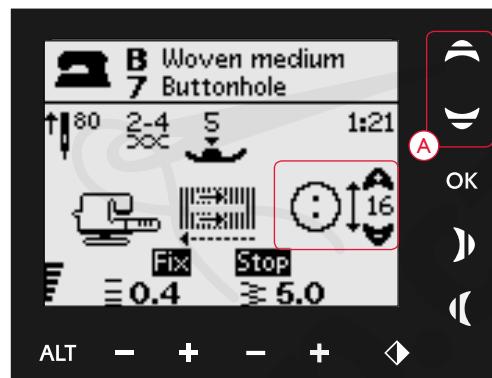 B Woven medium
7 Buttonhole
80 2-4 5 1:21
A
OK
16
Fix Stop
0.4 5.0
ALT - + - +